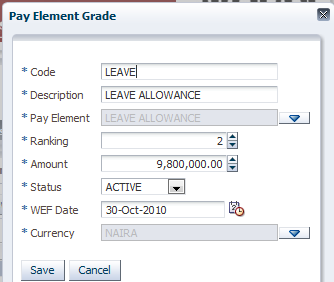 Pay Element Grade
* Code LEAVE
* Description LEAVE ALLOWANCE
* Pay Element LEAVE ALLOWANCE
* Ranking 2
* Amount 9,800,000.00
* Status ACTIVE
* WEF Date 30-Oct-2010
* Currency NAIRA
Save Cancel